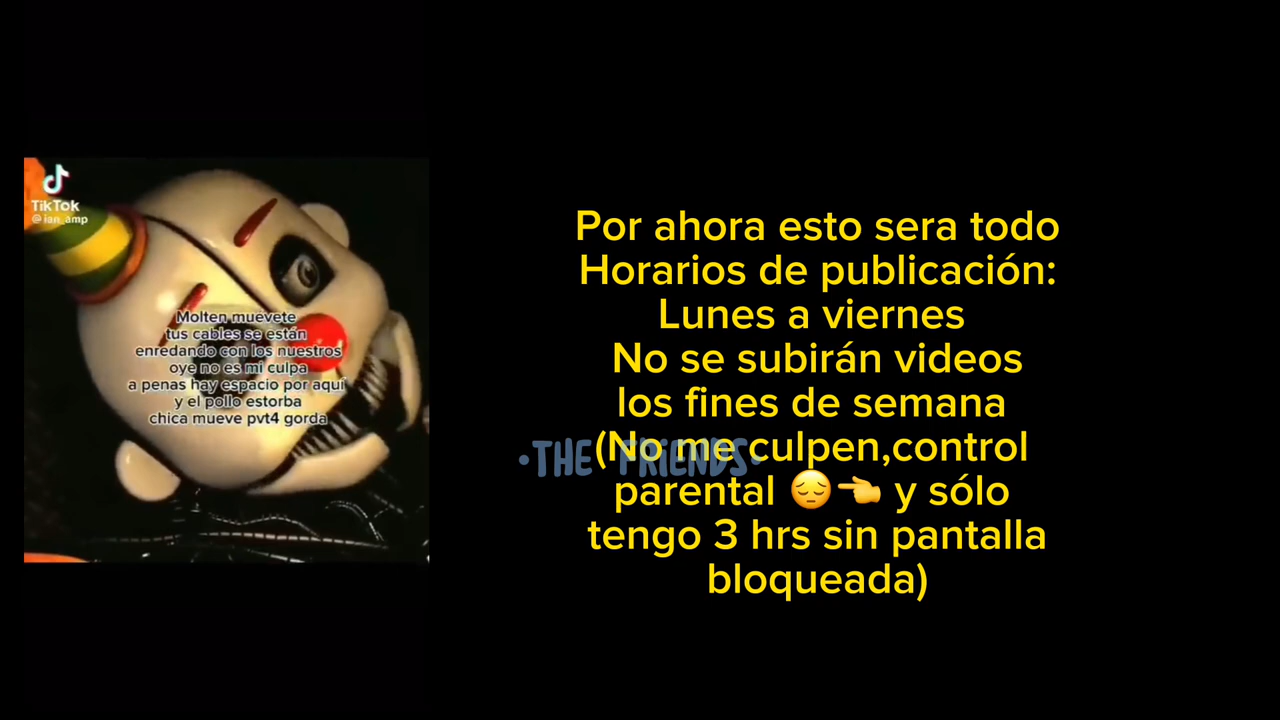 TikTok
@ian_amp
Molten muevete
tus cables se están
enredando con los nuestros
oye no es mi culpa
a penas hay espacio por aquí
y el pollo estorba
chica mueve pvt4 gorda
Por ahora esto sera todo
Horarios de publicación:
Lunes a viernes
No se subirán videos
los fines de semana
(No me culpen,control
parental 😔👈 y sólo
tengo 3 hrs sin pantalla
bloqueada)
•THE FRIENDS•